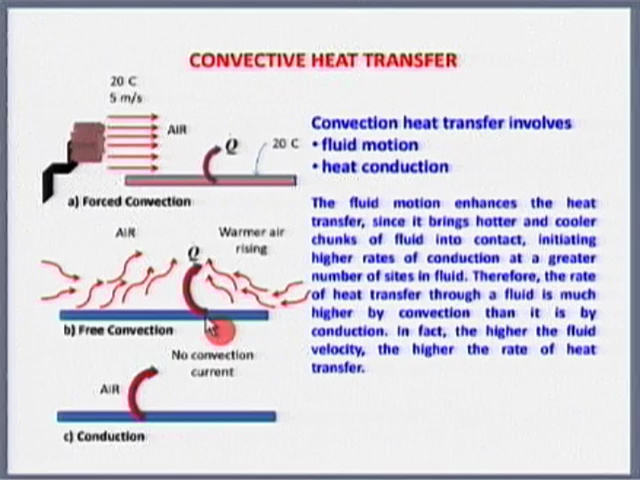 CONVECTIVE HEAT TRANSFER
20 C
5 m/s
AIR
Q
20 C
a) Forced Convection
AIR
Warmer air
rising
Q
b) Free Convection
No convection
current
AIR
c) Conduction
Convection heat transfer involves
• fluid motion
• heat conduction
The fluid motion enhances the heat
transfer, since it brings hotter and cooler
chunks of fluid into contact, initiating
higher rates of conduction at a greater
number of sites in fluid. Therefore, the rate
of heat transfer through a fluid is much
higher by convection than it is by
conduction. In fact, the higher the fluid
velocity, the higher the rate of heat
transfer.